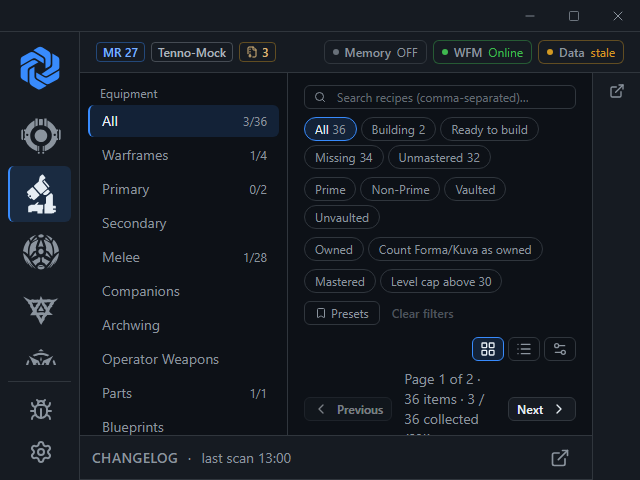 MR 27 Tenno-Mock 3 Memory OFF WFM Online Data stale
Equipment
All 3/36
Warframes 1/4
Primary 0/2
Secondary
Melee 1/28
Companions
Archwing
Operator Weapons
Parts 1/1
Blueprints
Search recipes (comma-separated)...
All 36 Building 2 Ready to build
Missing 34 Unmastered 32
Prime Non-Prime Vaulted
Unvaulted
Owned Count Forma/Kuva as owned
Mastered Level cap above 30
Presets Clear filters
Previous
Page 1 of 2 ·
36 items · 3 /
36 collected
Next
CHANGELOG · last scan 13:00